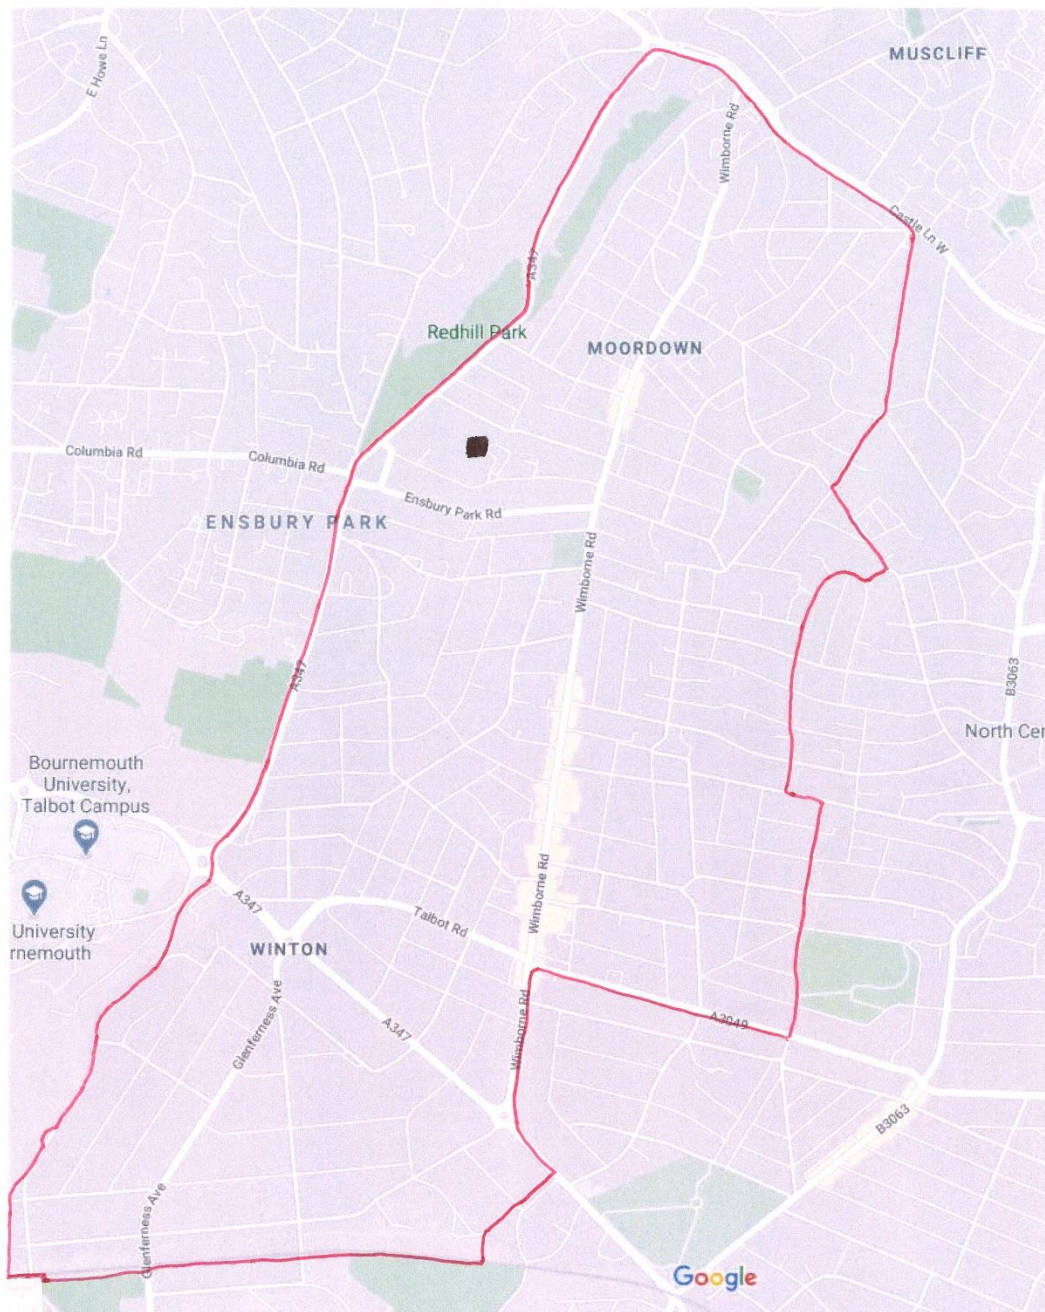 MUSCLIFF
E Howe Ln
Wimborne Rd
Castle Ln W
A347
Redhill Park
MOORDOWN
Columbia Rd
Columbia Rd
Ensbury Park Rd
ENSBURY PARK
Wimborne Rd
A347
B3063
North Cer
Bournemouth
University,
Talbot Campus
Wimborne Rd
A347
Talbot Rd
University
rnemouth
WINTON
Wimborne Rd
Glenferness Ave
A347
A3049
B3063
Glenferness Ave
Google